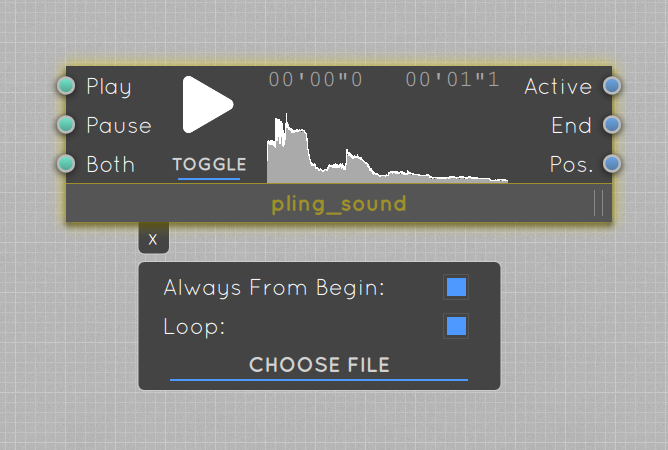 00'00"0 00'01"1
Play Active
Pause End
Both TOGGLE Pos.
pling_sound
x
Always From Begin:
Loop:
CHOOSE FILE